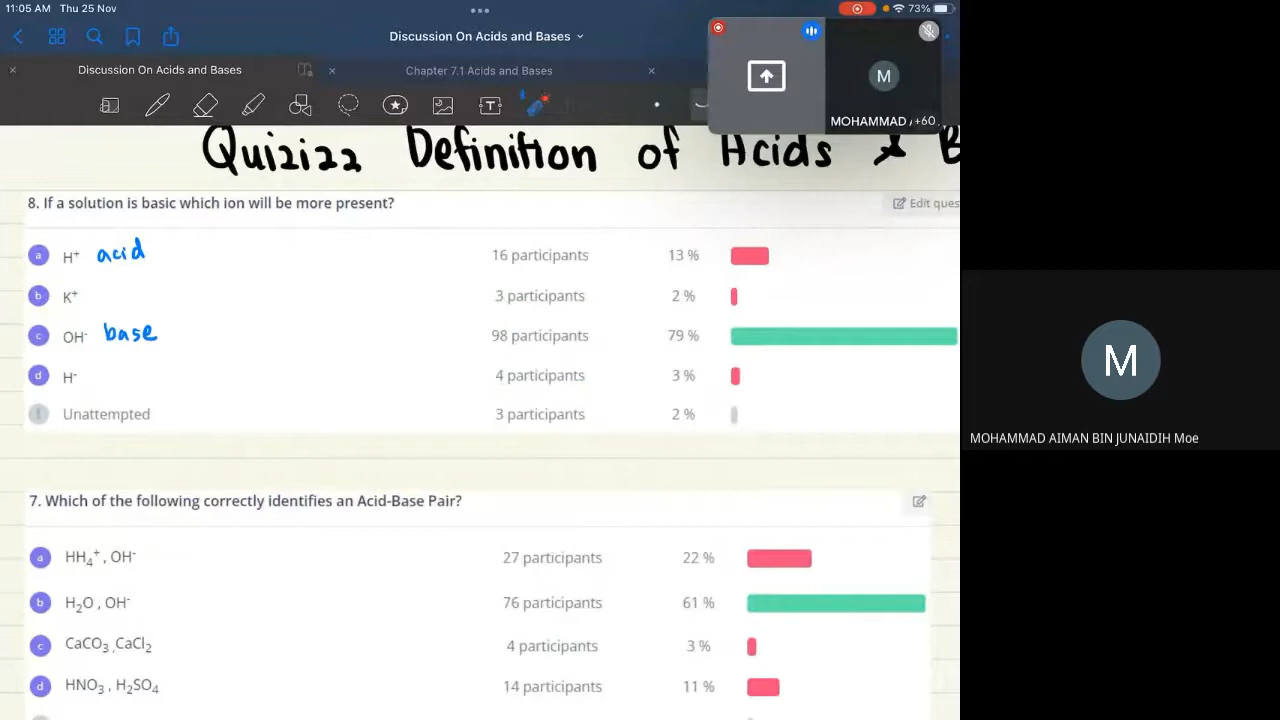 11:05 AM Thu 25 Nov
73%
Discussion On Acids and Bases
Discussion On Acids and Bases
Chapter 7.1 Acids and Bases
M
MOHAMMAD +60
Quizizz Definition of Acids & B
8. If a solution is basic which ion will be more present?
Edit ques
a H⁺ acid 16 participants 13 %
b K⁺ 3 participants 2 %
c OH⁻ base 98 participants 79 %
d H⁻ 4 participants 3 %
Unattempted 3 participants 2 %
7. Which of the following correctly identifies an Acid-Base Pair?
a HH₄⁺ , OH⁻ 27 participants 22 %
b H₂O , OH⁻ 76 participants 61 %
c CaCO₃ ,CaCl₂ 4 participants 3 %
d HNO₃ , H₂SO₄ 14 participants 11 %
M
MOHAMMAD AIMAN BIN JUNAIDIH Moe